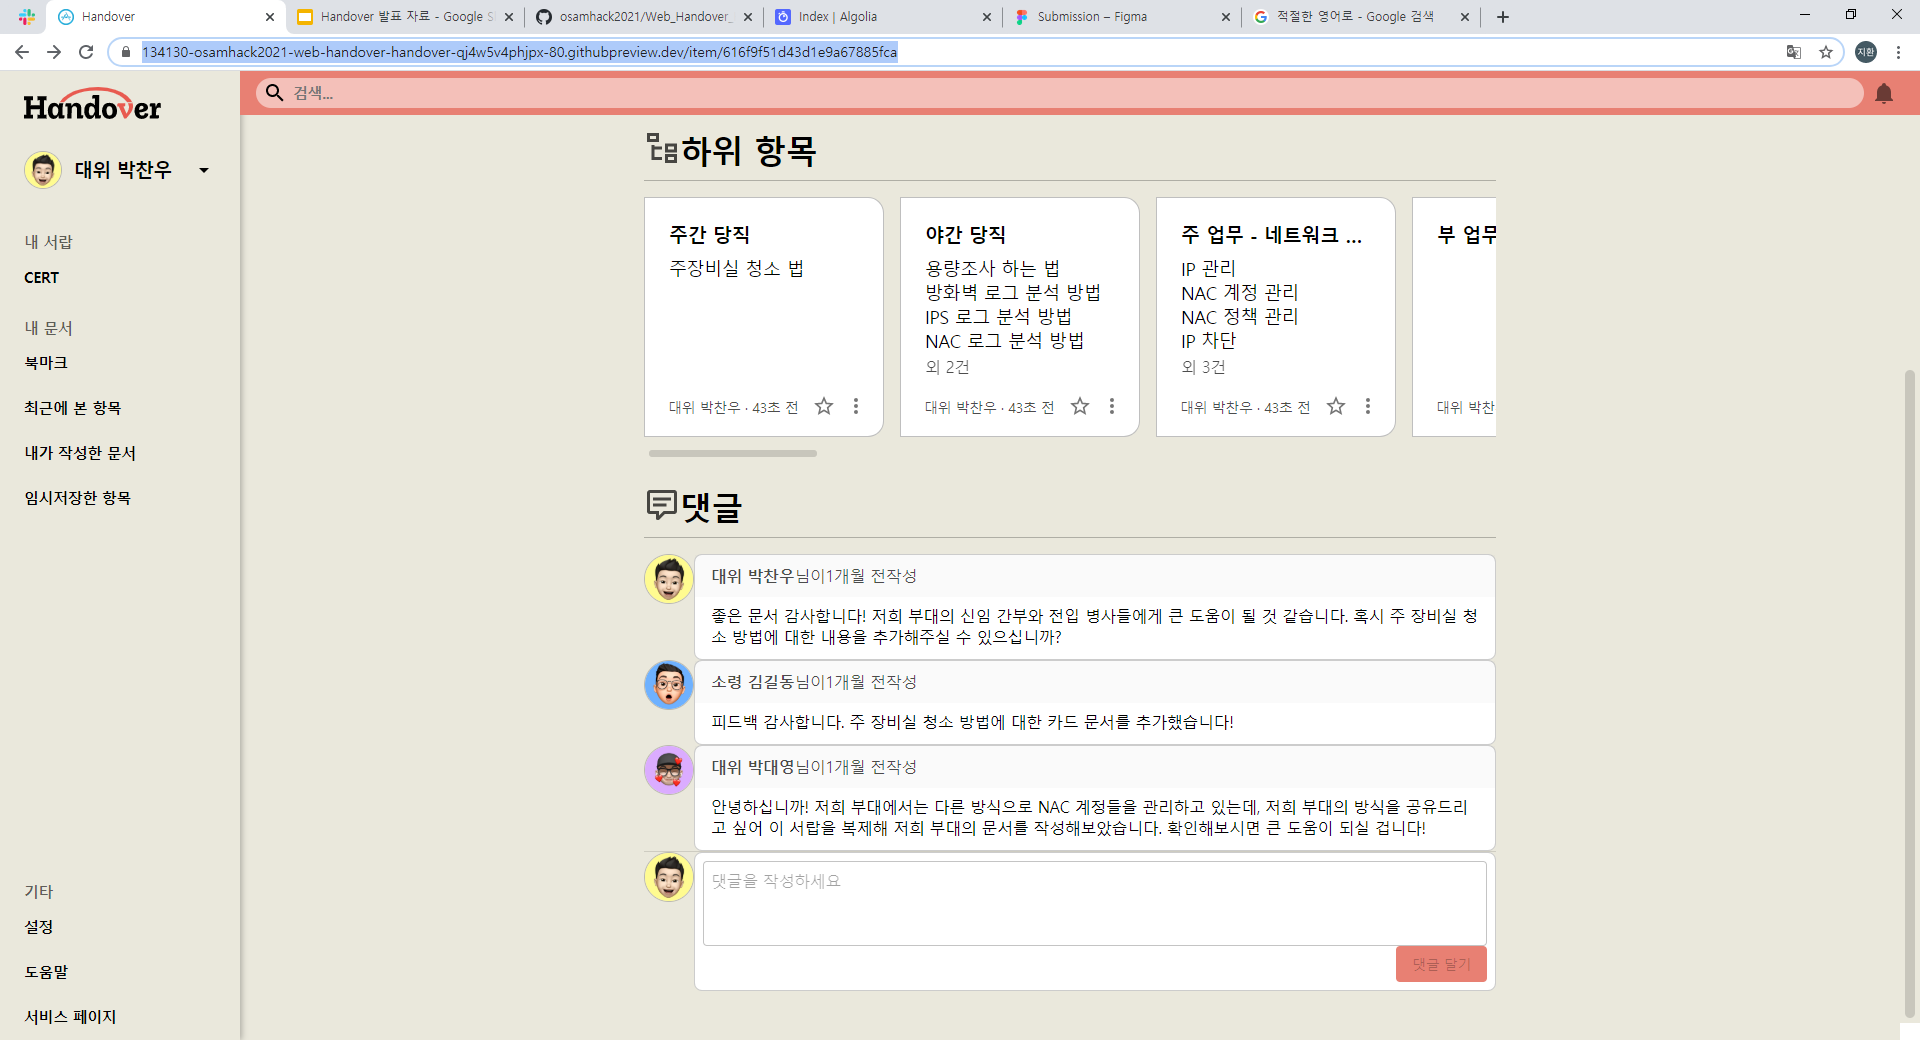 Handover
Handover 발표 자료 - Google S
osamhack2021/Web_Handover_
Index | Algolia
Submission – Figma
적절한 영어로 - Google 검색
134130-osamhack2021-web-handover-handover-qj4w5v4phjpx-80.githubpreview.dev/item/616f9f51d43d1e9a67885fca
지환
Handover
검색...
대위 박찬우
내 서랍
CERT
내 문서
북마크
최근에 본 항목
내가 작성한 문서
임시저장한 항목
기타
설정
도움말
서비스 페이지
하위 항목
주간 당직
주장비실 청소 법
대위 박찬우 · 43초 전
야간 당직
용량조사 하는 법
방화벽 로그 분석 방법
IPS 로그 분석 방법
NAC 로그 분석 방법
외 2건
대위 박찬우 · 43초 전
주 업무 - 네트워크 ...
IP 관리
NAC 계정 관리
NAC 정책 관리
IP 차단
외 3건
대위 박찬우 · 43초 전
부 업무
대위 박찬
댓글
대위 박찬우님이1개월 전작성
좋은 문서 감사합니다! 저희 부대의 신임 간부와 전입 병사들에게 큰 도움이 될 것 같습니다. 혹시 주 장비실 청
소 방법에 대한 내용을 추가해주실 수 있으십니까?
소령 김길동님이1개월 전작성
피드백 감사합니다. 주 장비실 청소 방법에 대한 카드 문서를 추가했습니다!
대위 박대영님이1개월 전작성
안녕하십니까! 저희 부대에서는 다른 방식으로 NAC 계정들을 관리하고 있는데, 저희 부대의 방식을 공유드리
고 싶어 이 서랍을 복제해 저희 부대의 문서를 작성해보았습니다. 확인해보시면 큰 도움이 되실 겁니다!
댓글을 작성하세요
댓글 달기